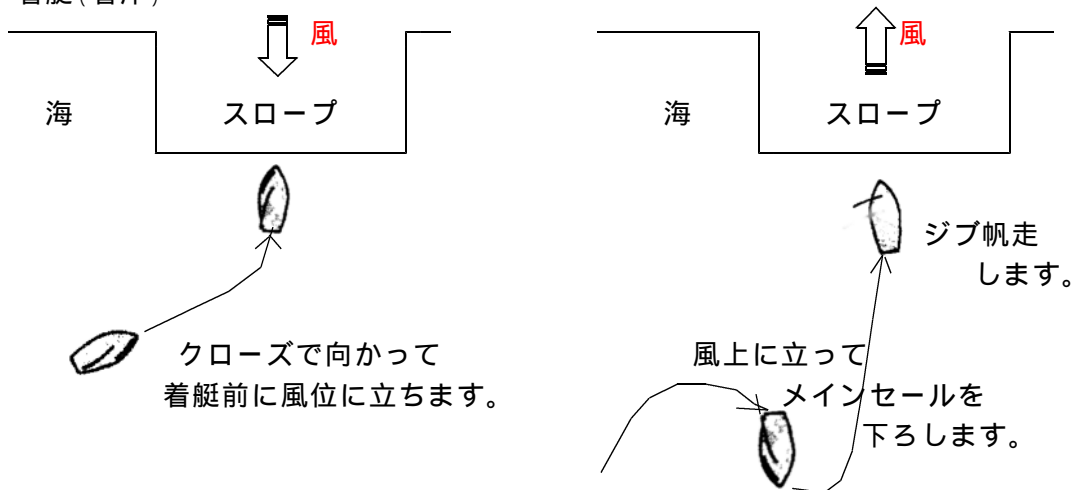 風
海
スロープ
クローズで向かって
着艇前に風位に立ちます。
風
海
スロープ
ジブ帆走
します。
風上に立って
メインセールを
下ろします。